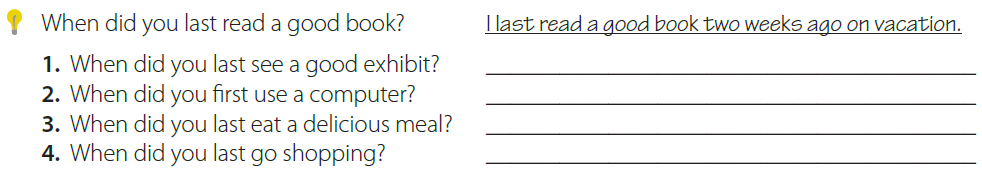 When did you last read a good book? I last read a good book two weeks ago on vacation.
1. When did you last see a good exhibit?
2. When did you first use a computer?
3. When did you last eat a delicious meal?
4. When did you last go shopping?